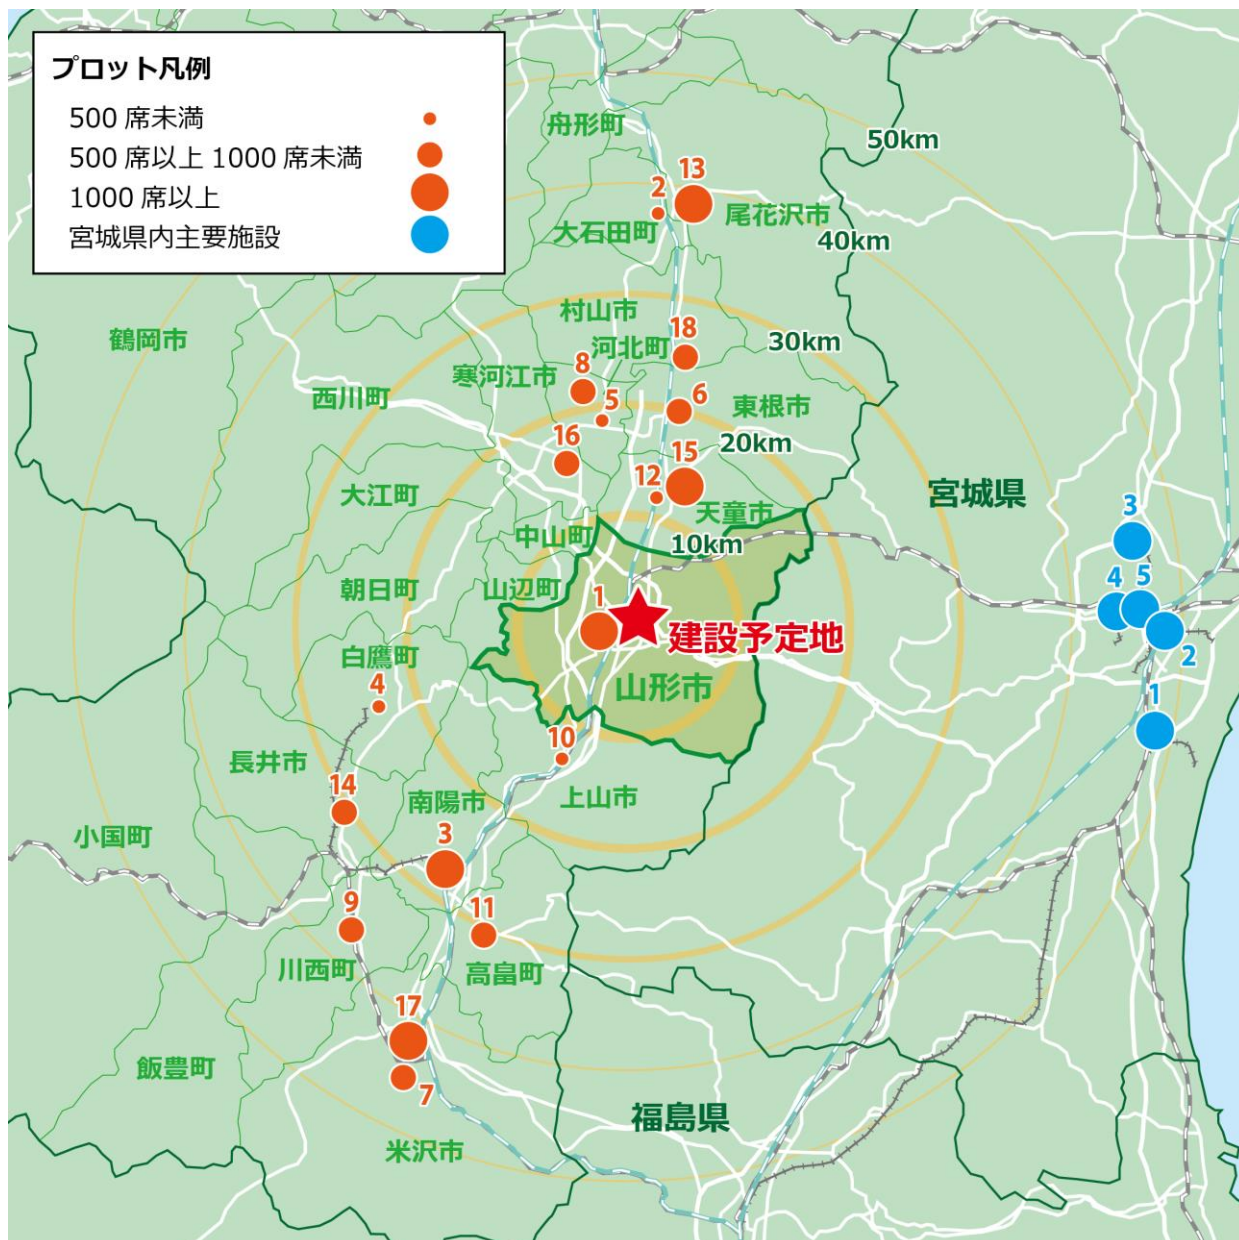 プロット凡例
500 席未満
500 席以上 1000 席未満
1000 席以上
宮城県内主要施設
舟形町
50km
13
2
尾花沢市
大石田町
40km
村山市
18
河北町
30km
鶴岡市
8
寒河江市
西川町
5
6
東根市
16
20km
15
12
大江町
宮城県
天童市
3
中山町
10km
朝日町
山辺町
4
5
1
建設予定地
2
白鷹町
山形市
4
1
10
長井市
14
南陽市
上山市
小国町
3
9
11
川西町
高畠町
17
飯豊町
7
福島県
米沢市